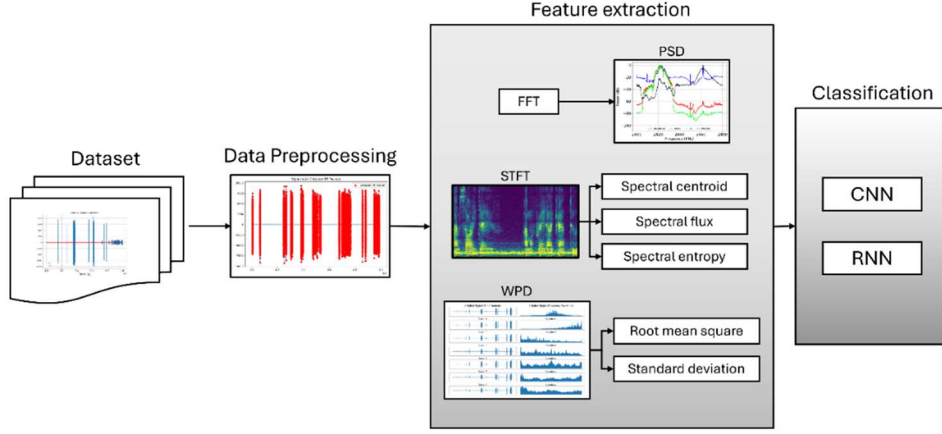 Feature extraction
PSD
FFT
Classification
Dataset
Data Preprocessing
STFT
Spectral centroid
Spectral flux
Spectral entropy
CNN
RNN
WPD
Root mean square
Standard deviation